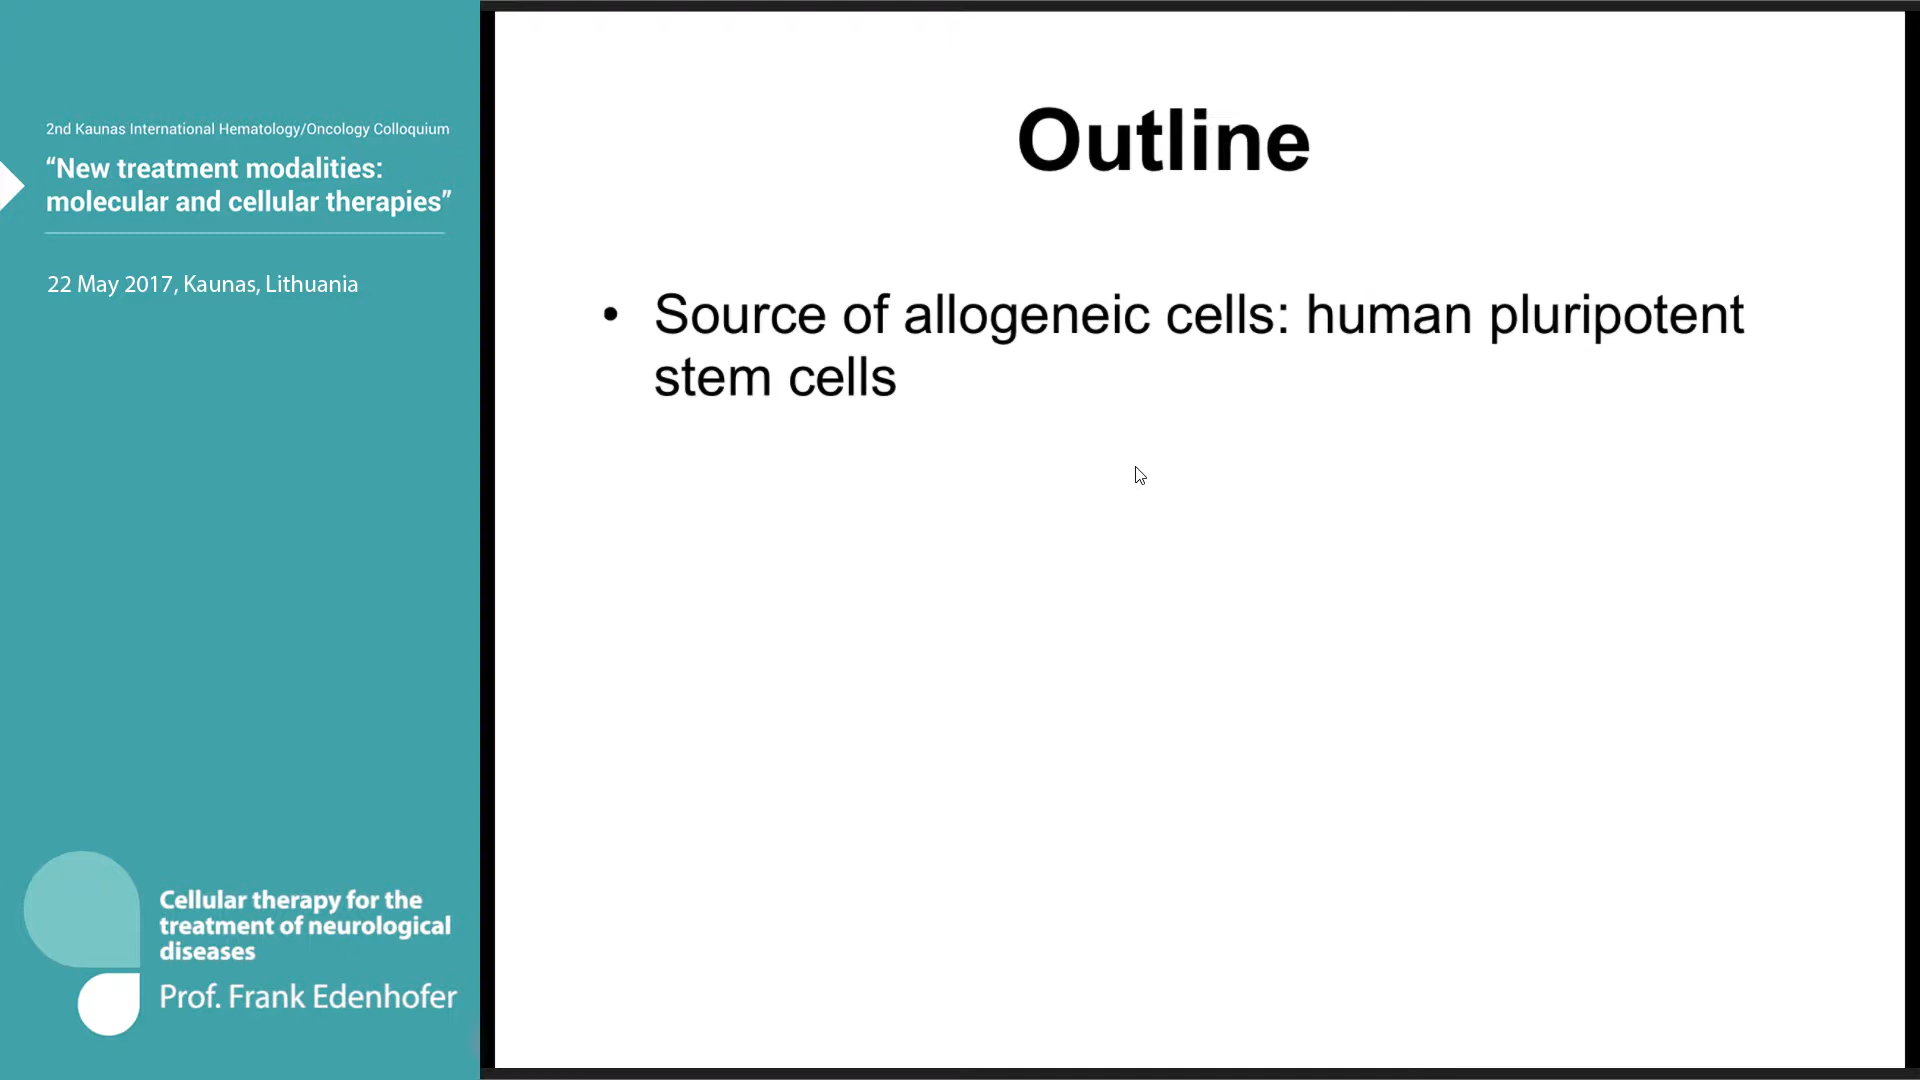 2nd Kaunas International Hematology/Oncology Colloquium
“New treatment modalities:
molecular and cellular therapies”
22 May 2017, Kaunas, Lithuania
Cellular therapy for the
treatment of neurological
diseases
Prof. Frank Edenhofer
Outline
• Source of allogeneic cells: human pluripotent
stem cells